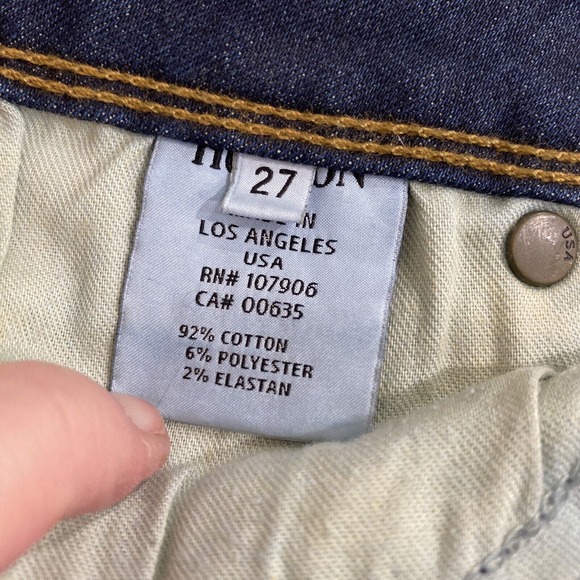 27
LOS ANGELES
USA
RN# 107906
CA# 00635
92% COTTON
6% POLYESTER
2% ELASTAN
USA